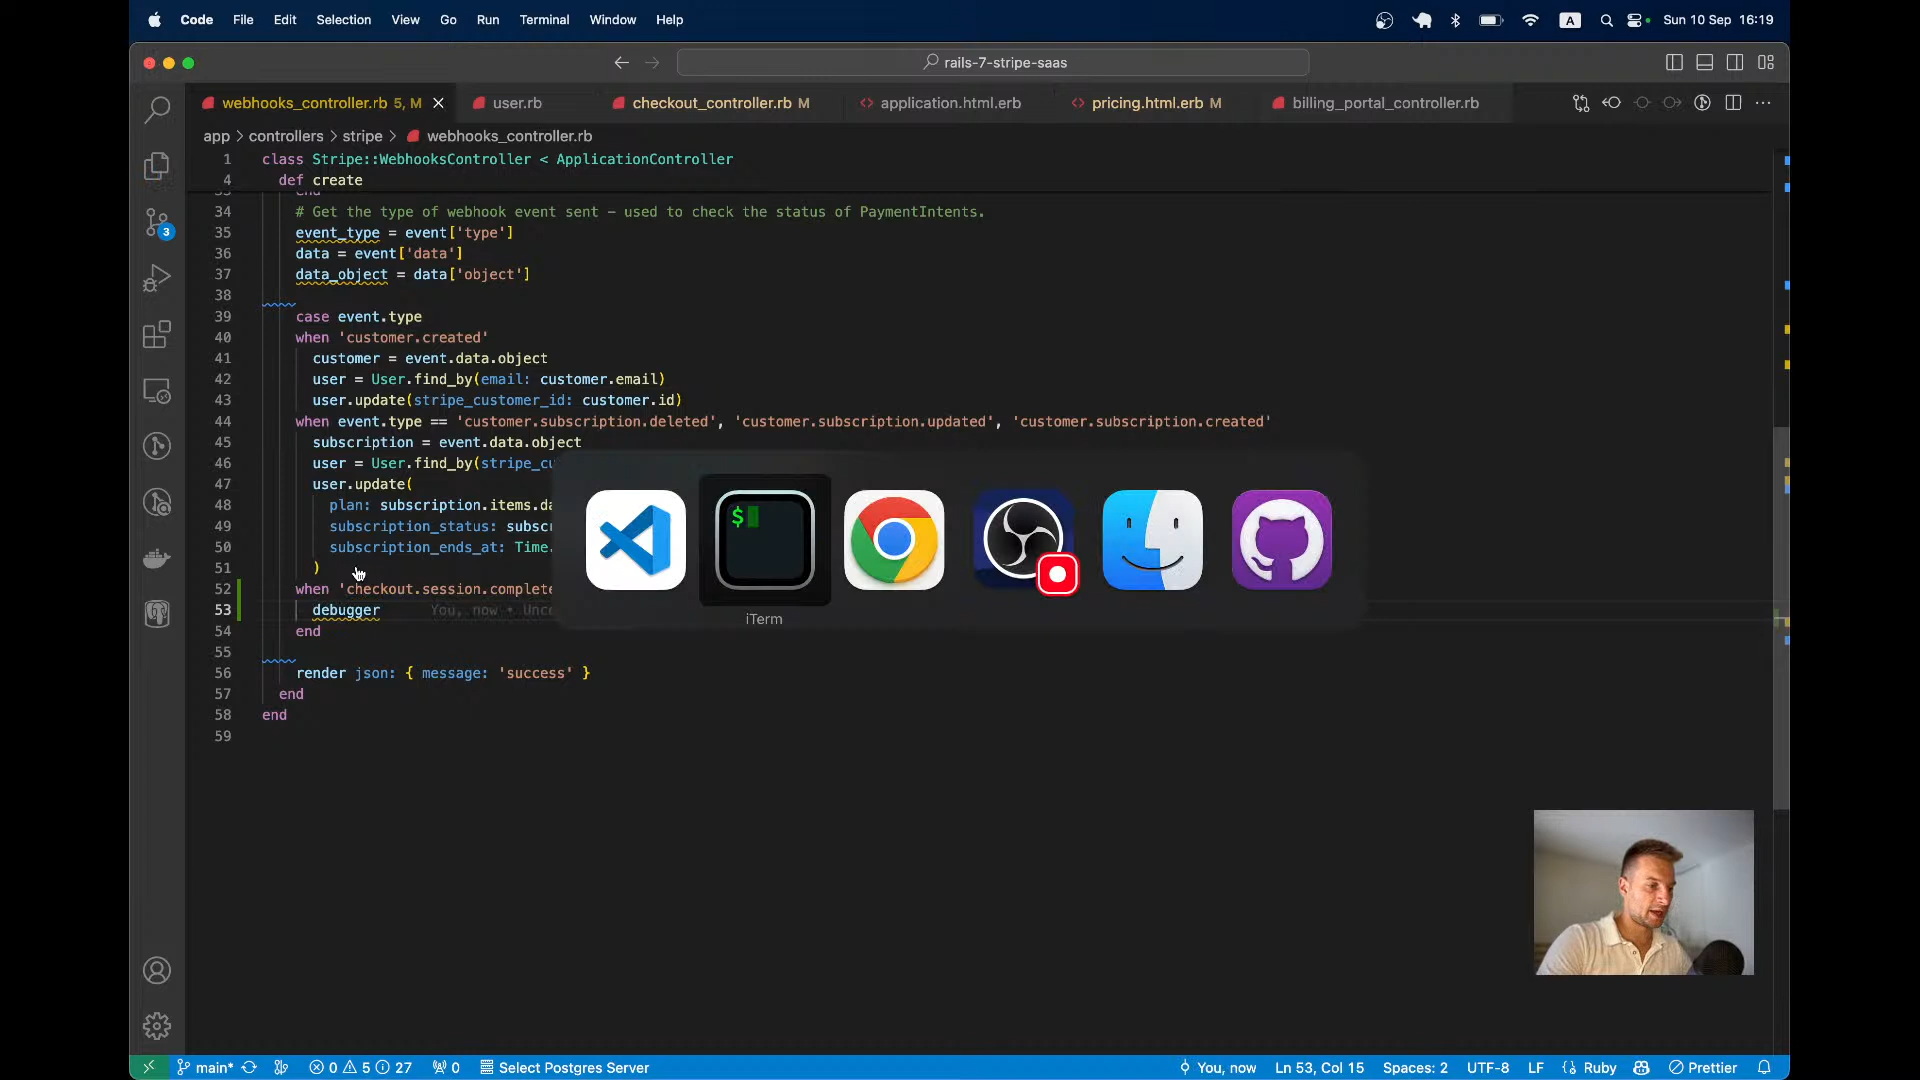 Code File Edit Selection View Go Run Terminal Window Help
A Sun 10 Sep 16:19
rails-7-stripe-saas
webhooks_controller.rb 5, M user.rb checkout_controller.rb M application.html.erb pricing.html.erb M billing_portal_controller.rb
app > controllers > stripe > webhooks_controller.rb
1 class Stripe::WebhooksController < ApplicationController
4 def create
33 end
34 # Get the type of webhook event sent – used to check the status of PaymentIntents.
35 event_type = event['type']
36 data = event['data']
37 data_object = data['object']
38
39 case event.type
40 when 'customer.created'
41 customer = event.data.object
42 user = User.find_by(email: customer.email)
43 user.update(stripe_customer_id: customer.id)
44 when event.type == 'customer.subscription.deleted', 'customer.subscription.updated', 'customer.subscription.created'
45 subscription = event.data.object
46 user = User.find_by(stripe_cu
47 user.update(
48 plan: subscription.items.da
49 subscription_status: subsc
50 subscription_ends_at: Time.
51 )
52 when 'checkout.session.complete
53 debugger You, now • Unc
54 end
55
56 render json: { message: 'success' }
57 end
58 end
59
$
iTerm
3
main* 0 5 27 0 Select Postgres Server You, now Ln 53, Col 15 Spaces: 2 UTF-8 LF Ruby Prettier